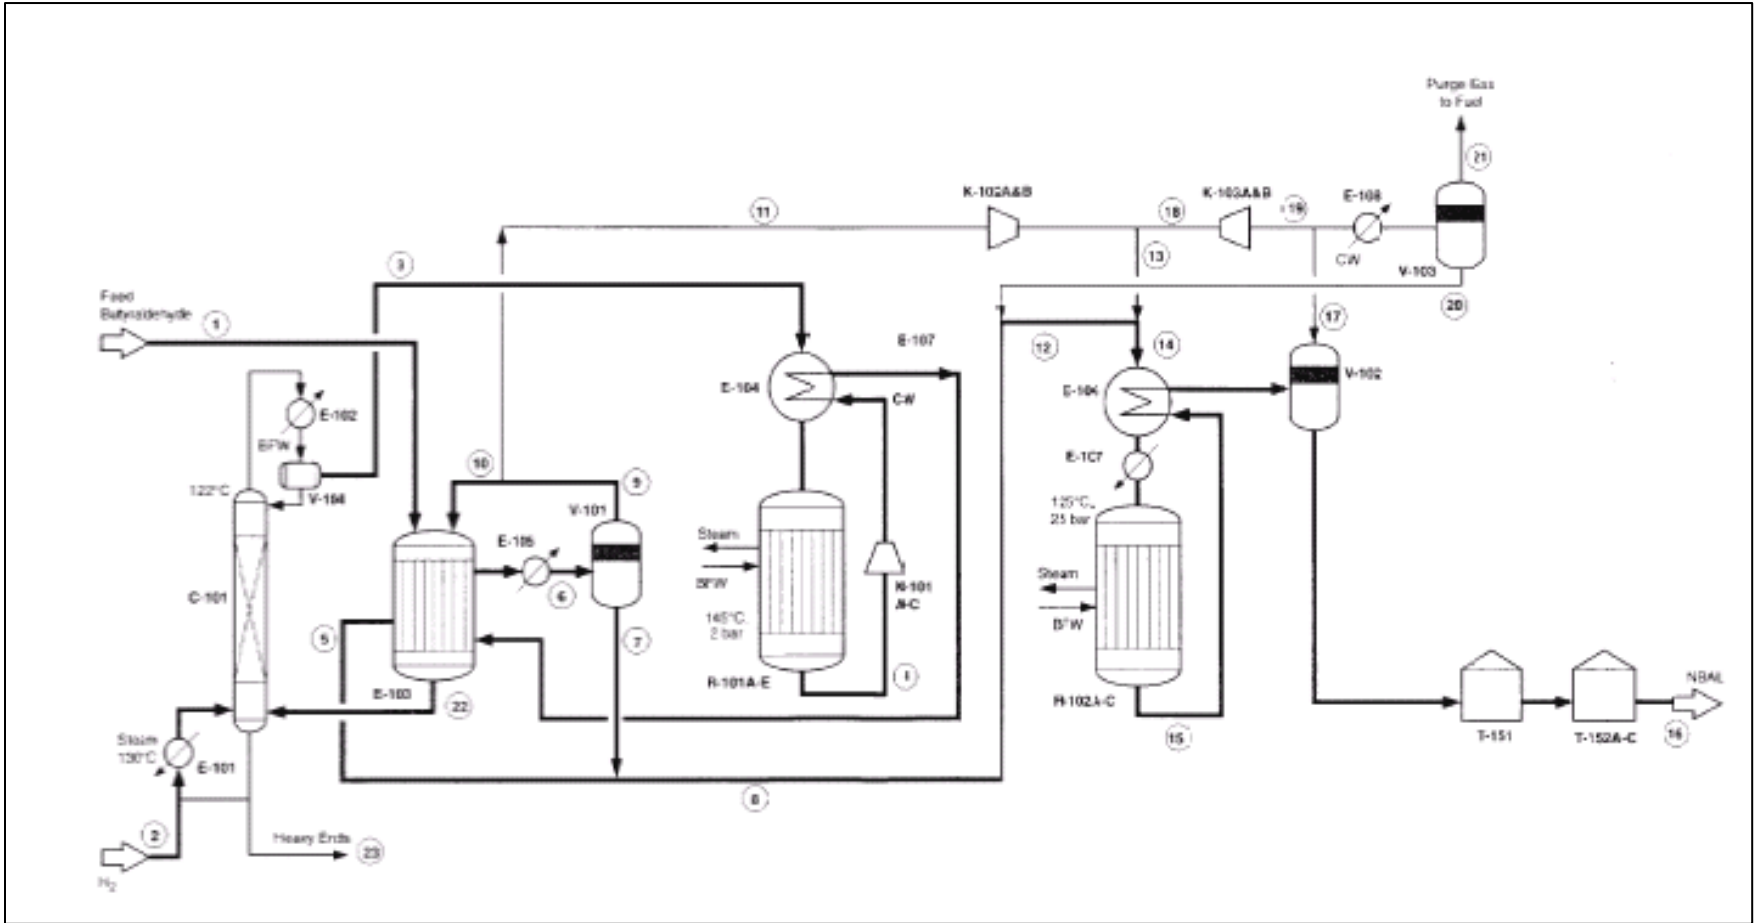 Purge Gas
to Fuel
21
K-102A&B
K-103A&B
E-108
11
18
19
13
CW
V-103
3
20
Feed
Butyraldehyde
1
17
E-107
12
14
E-104
V-102
CW
E-102
BFW
10
9
E-107
122°C
V-104
V-101
125°C,
25 bar
E-105
Steam
C-101
BFW
6
Steam
145°C,
2 bar
BFW
5
7
R-101A-E
E-103
22
R-102A-C
NBAL
Steam
130°C
E-101
15
T-151
T-152A-C
16
8
2
Heavy Ends
23
H2